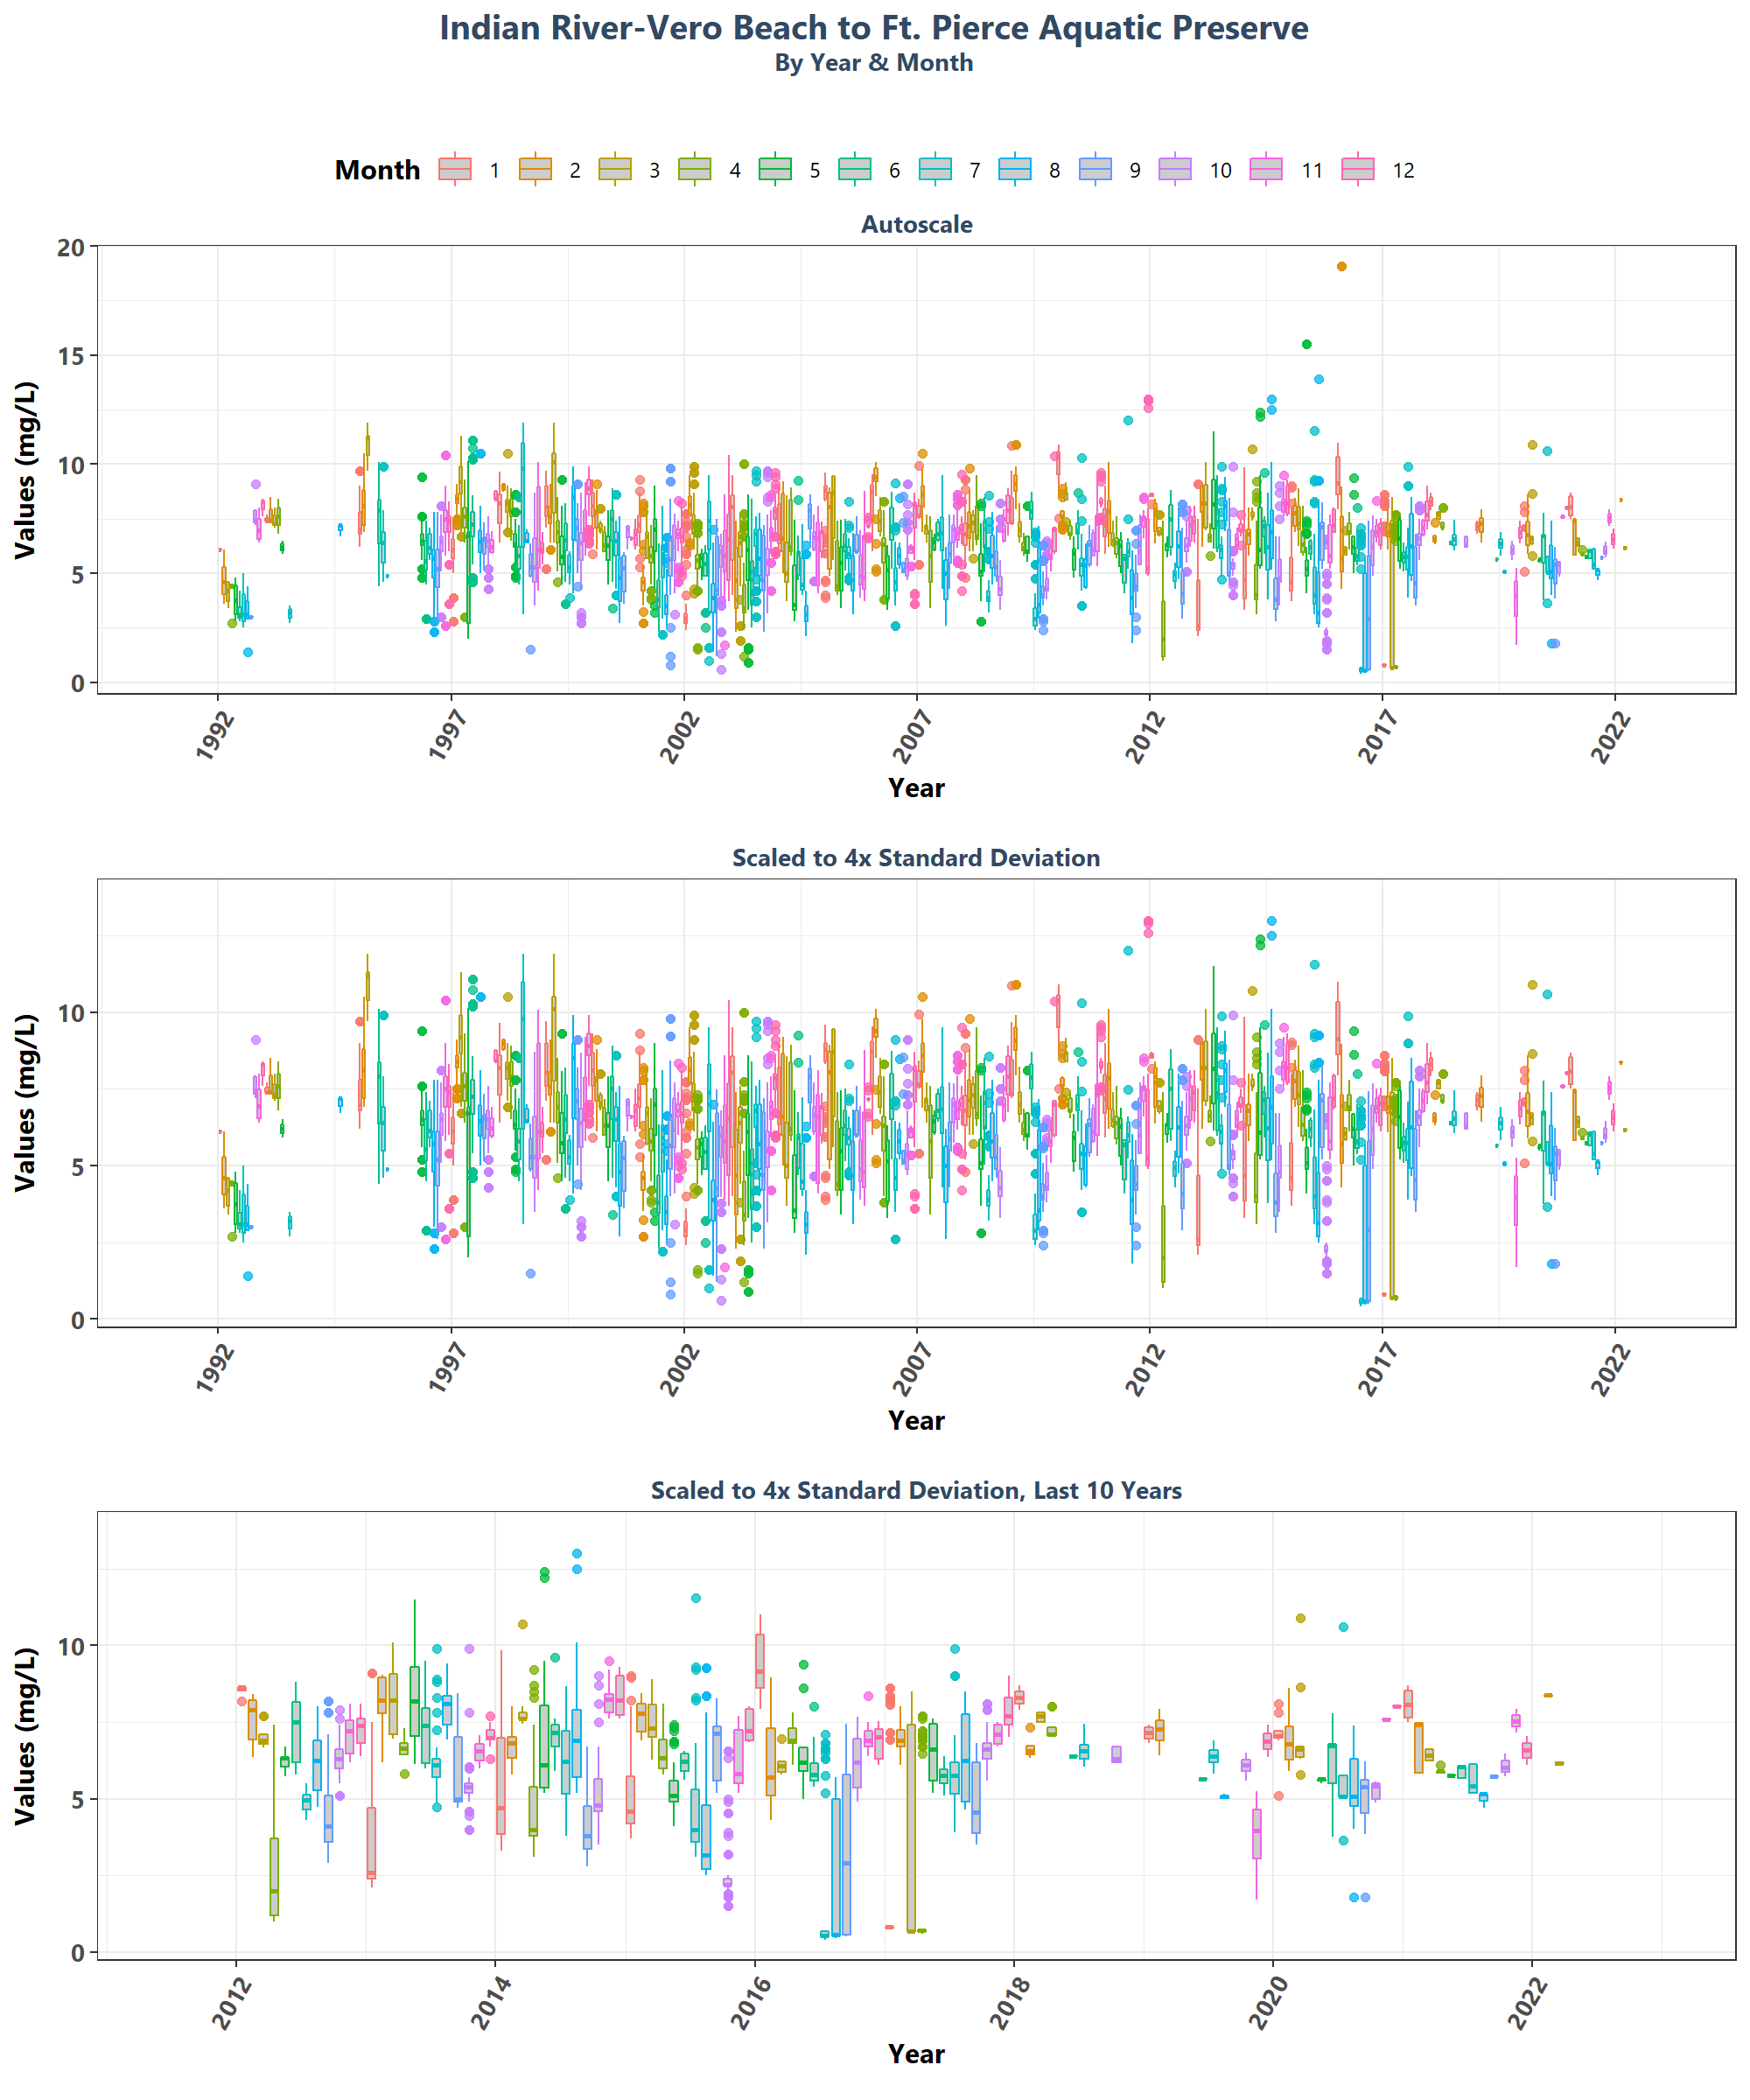 Indian River-Vero Beach to Ft. Pierce Aquatic Preserve
By Year & Month
Month 1 2 3 4 5 6 7 8 9 10 11 12
Autoscale
Values (mg/L)
20
15
10
5
0
1992 1997 2002 2007 2012 2017 2022
Year
Scaled to 4x Standard Deviation
Values (mg/L)
10
5
0
1992 1997 2002 2007 2012 2017 2022
Year
Scaled to 4x Standard Deviation, Last 10 Years
Values (mg/L)
10
5
0
2012 2014 2016 2018 2020 2022
Year